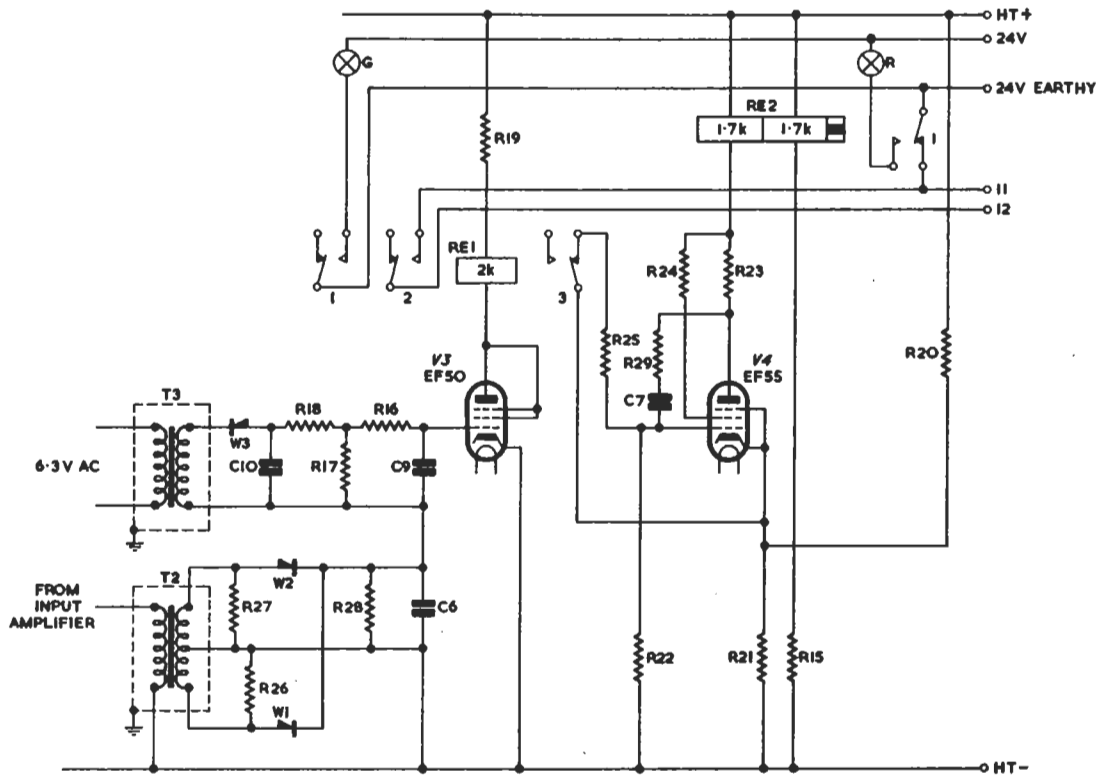 HT+
24V
G
R
24V EARTHY
RE2
1·7k 1·7k
1
R19
I1
I2
RE1
2k
1
2
3
R24
R23
R25
R29
R20
V3
EF50
V4
EF55
C7
T3
R18
R16
W3
C10
R17
C9
6·3V AC
T2
W2
R27
R28
C6
FROM
INPUT
AMPLIFIER
R26
W1
R22
R21
R15
HT-